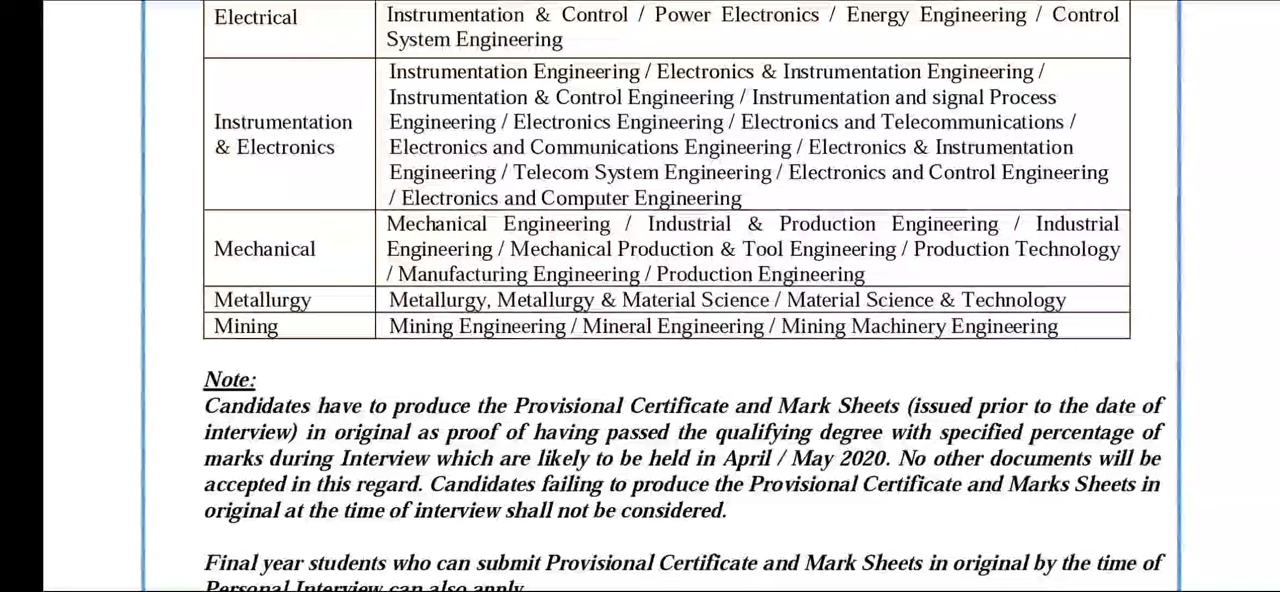 Electrical
Instrumentation & Control / Power Electronics / Energy Engineering / Control
System Engineering
Instrumentation
& Electronics
Instrumentation Engineering / Electronics & Instrumentation Engineering /
Instrumentation & Control Engineering / Instrumentation and signal Process
Engineering / Electronics Engineering / Electronics and Telecommunications /
Electronics and Communications Engineering / Electronics & Instrumentation
Engineering / Telecom System Engineering / Electronics and Control Engineering
/ Electronics and Computer Engineering
Mechanical
Mechanical Engineering / Industrial & Production Engineering / Industrial
Engineering / Mechanical Production & Tool Engineering / Production Technology
/ Manufacturing Engineering / Production Engineering
Metallurgy
Metallurgy, Metallurgy & Material Science / Material Science & Technology
Mining
Mining Engineering / Mineral Engineering / Mining Machinery Engineering
Note:
Candidates have to produce the Provisional Certificate and Mark Sheets (issued prior to the date of
interview) in original as proof of having passed the qualifying degree with specified percentage of
marks during Interview which are likely to be held in April / May 2020. No other documents will be
accepted in this regard. Candidates failing to produce the Provisional Certificate and Marks Sheets in
original at the time of interview shall not be considered.
Final year students who can submit Provisional Certificate and Mark Sheets in original by the time of
Personal Interview can also apply.